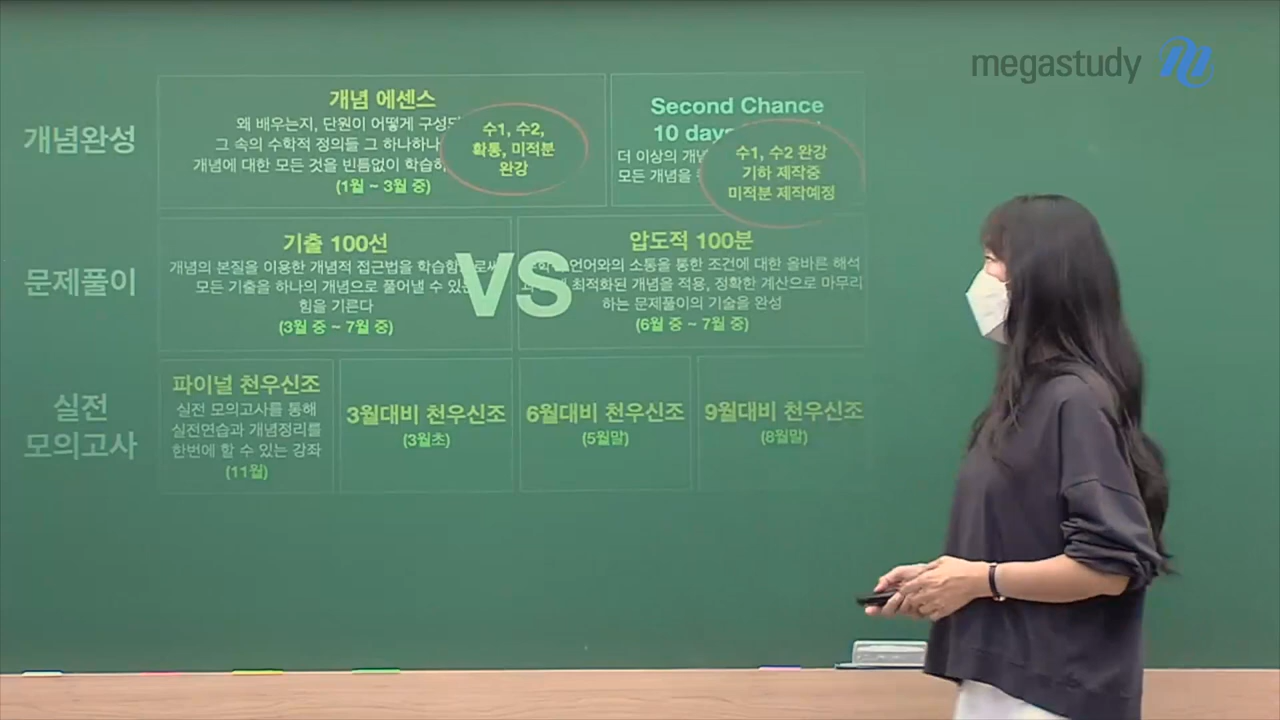 megastudy
개념완성
개념 에센스
왜 배우는지, 단원이 어떻게 구성되
그 속의 수학적 정의들 그 하나하나
개념에 대한 모든 것을 빈틈없이 학습하
(1월 ~ 3월 중)
수1, 수2,
확통, 미적분
완강
Second Chance
10 days
더 이상의 개념
모든 개념을
수1, 수2 완강
기하 제작중
미적분 제작예정
문제풀이
기출 100선
개념의 본질을 이용한 개념적 접근법을 학습함
모든 기출을 하나의 개념으로 풀어낼 수 있는
힘을 기른다
(3월 중 ~ 7월 중)
VS
압도적 100분
언어와의 소통을 통한 조건에 대한 올바른 해석
최적화된 개념을 적용, 정확한 계산으로 마무리
하는 문제풀이의 기술을 완성
(6월 중 ~ 7월 중)
실전
모의고사
파이널 천우신조
실전 모의고사를 통해
실전연습과 개념정리를
한번에 할 수 있는 강좌
(11월)
3월대비 천우신조
(3월초)
6월대비 천우신조
(5월말)
9월대비 천우신조
(8월말)